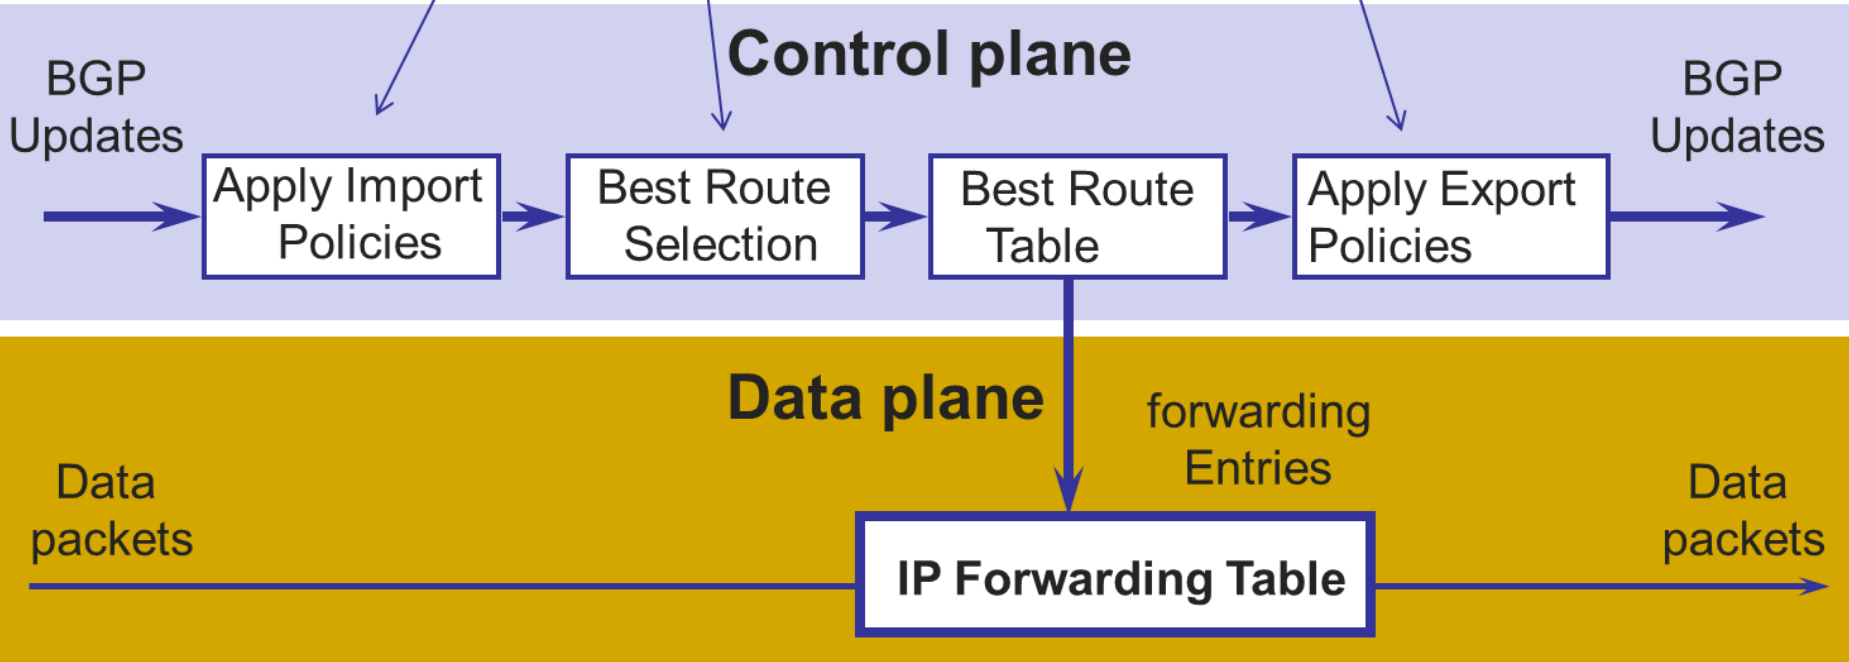 Control plane
BGP
Updates
Apply Import
Policies
Best Route
Selection
Best Route
Table
Apply Export
Policies
BGP
Updates
Data plane
forwarding
Entries
Data
packets
IP Forwarding Table
Data
packets